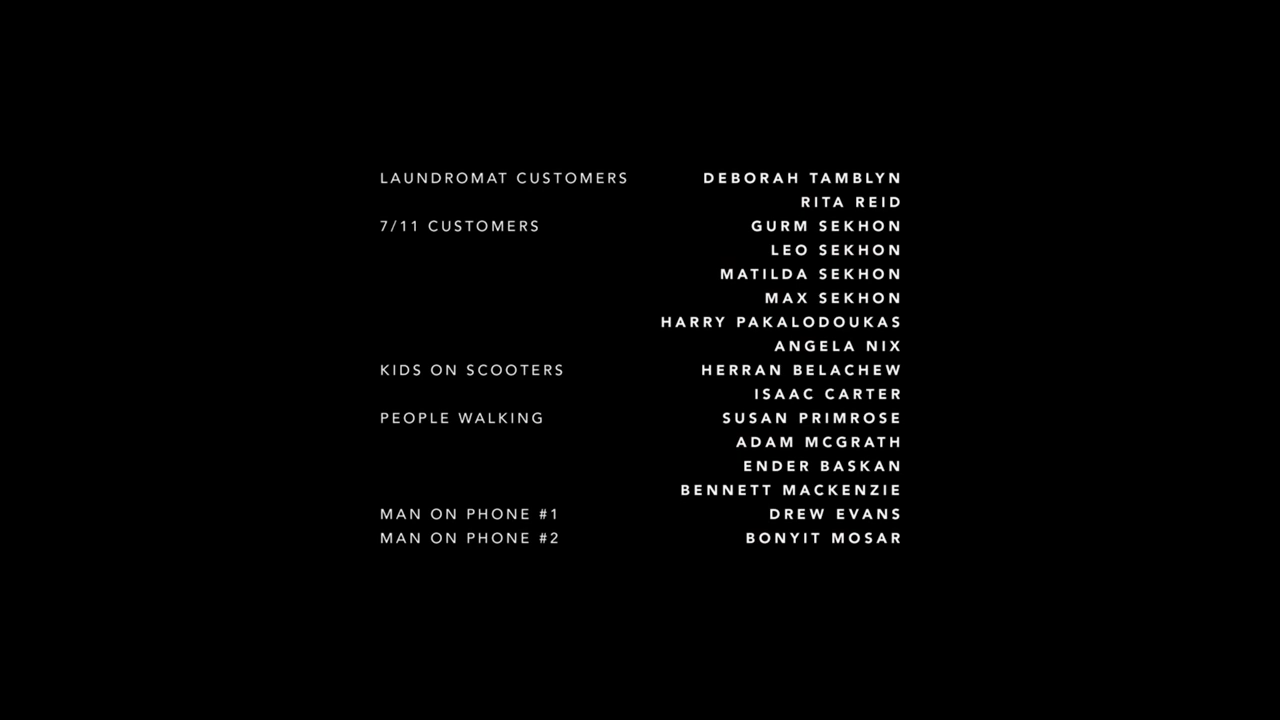 LAUNDROMAT CUSTOMERS DEBORAH TAMBLYN
RITA REID
7/11 CUSTOMERS GURM SEKHON
LEO SEKHON
MATILDA SEKHON
MAX SEKHON
HARRY PAKALODOUKAS
ANGELA NIX
KIDS ON SCOOTERS HERRAN BELACHEW
ISAAC CARTER
PEOPLE WALKING SUSAN PRIMROSE
ADAM MCGRATH
ENDER BASKAN
BENNETT MACKENZIE
MAN ON PHONE #1 DREW EVANS
MAN ON PHONE #2 BONYIT MOSAR